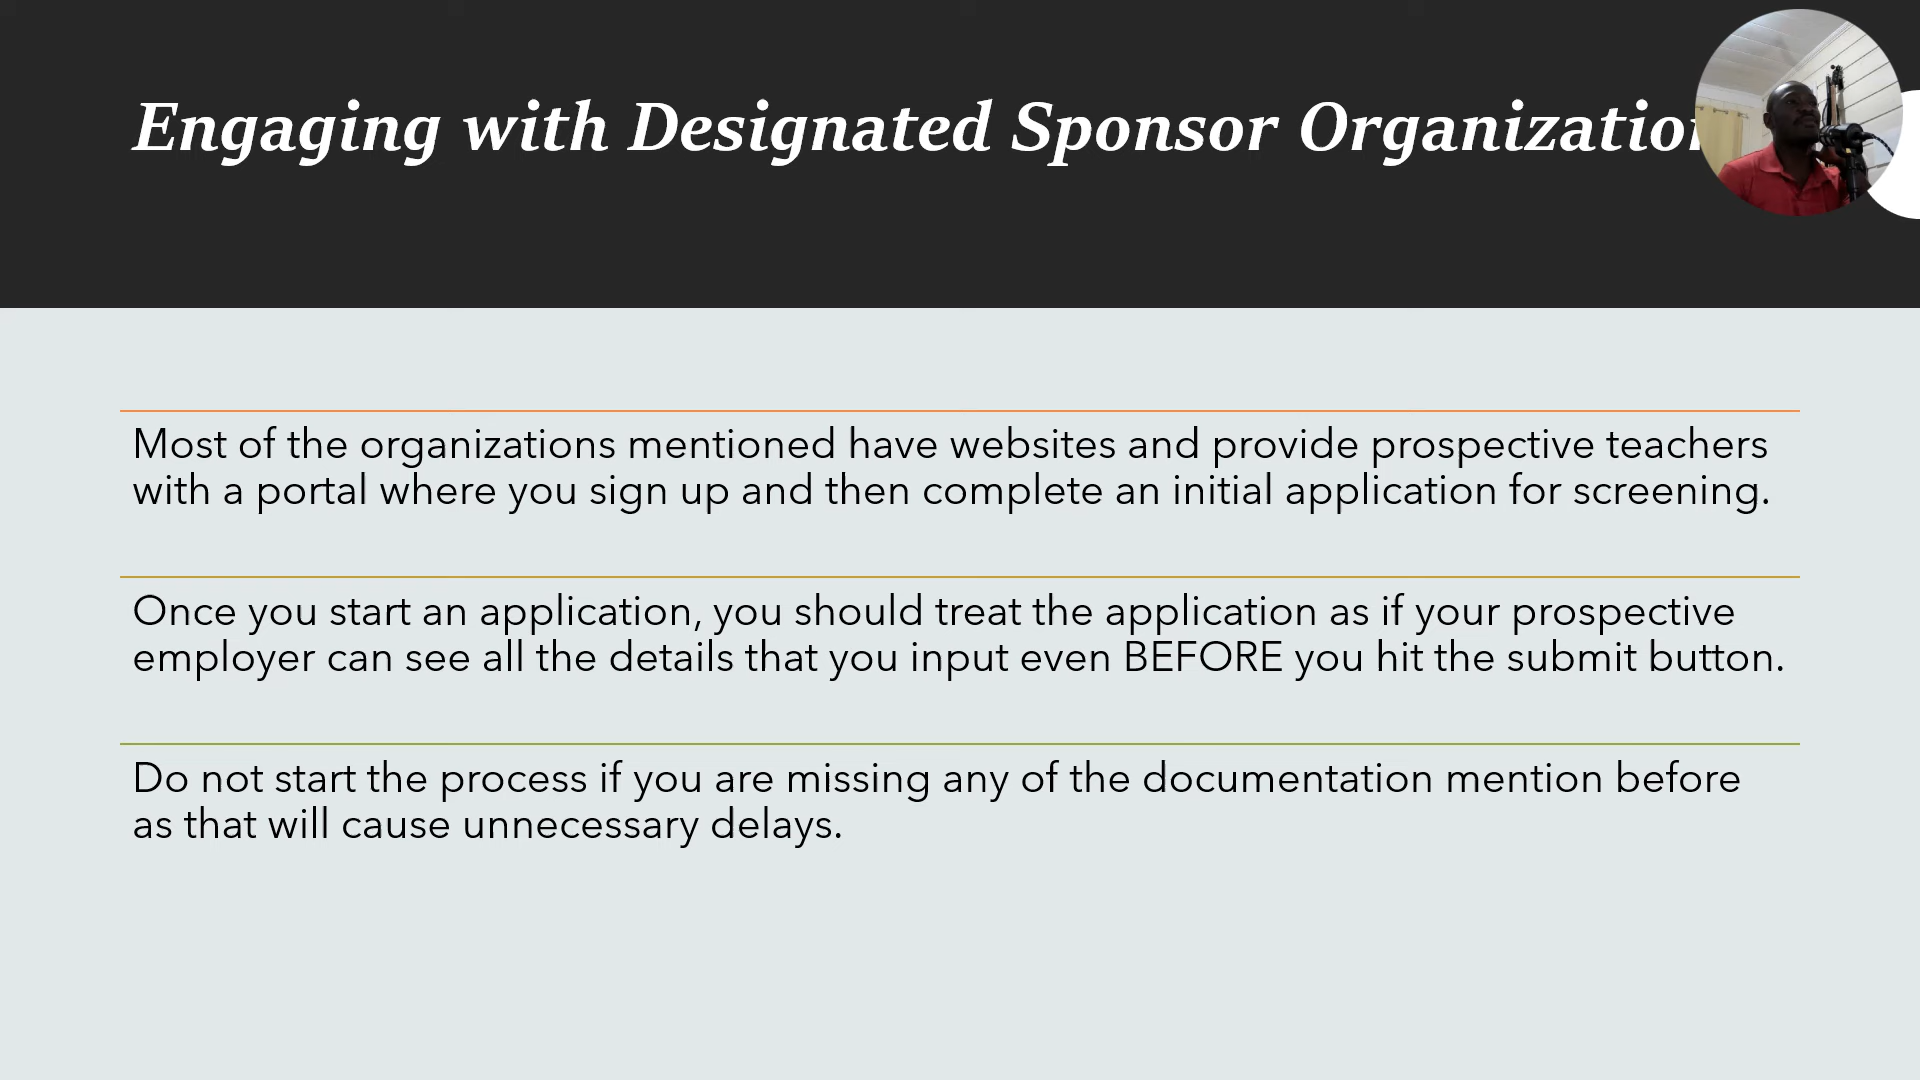 Engaging with Designated Sponsor Organization
Most of the organizations mentioned have websites and provide prospective teachers
with a portal where you sign up and then complete an initial application for screening.
Once you start an application, you should treat the application as if your prospective
employer can see all the details that you input even BEFORE you hit the submit button.
Do not start the process if you are missing any of the documentation mention before
as that will cause unnecessary delays.